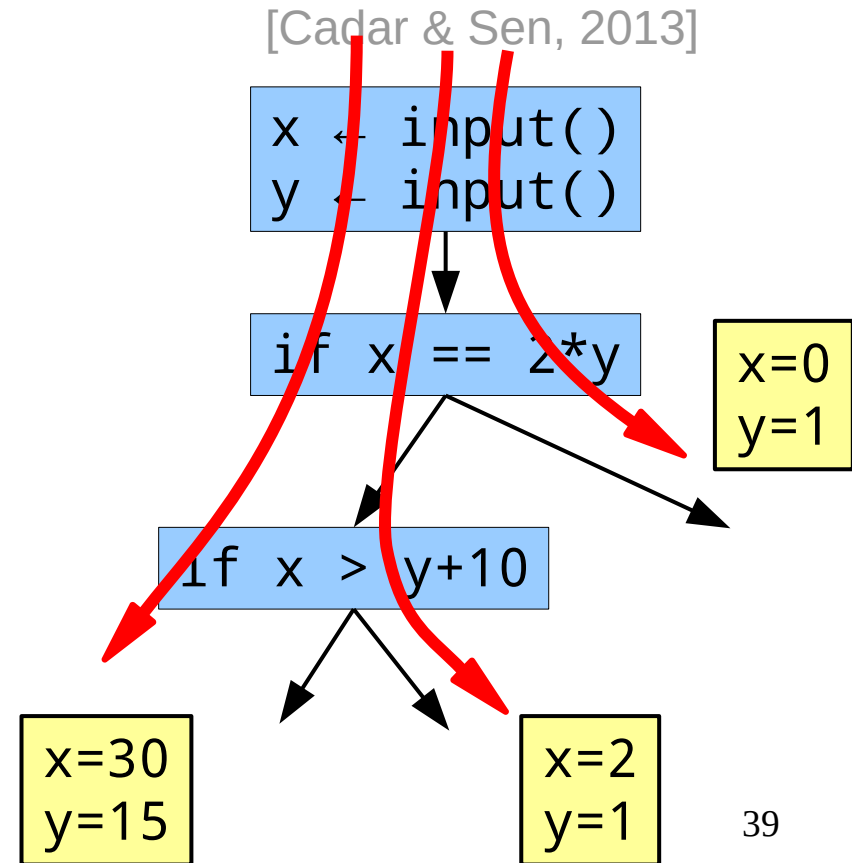 [Cadar & Sen, 2013]
x ← input()
y ← input()
if x == 2*y
x=0
y=1
if x > y+10
x=30
y=15
x=2
y=1
39